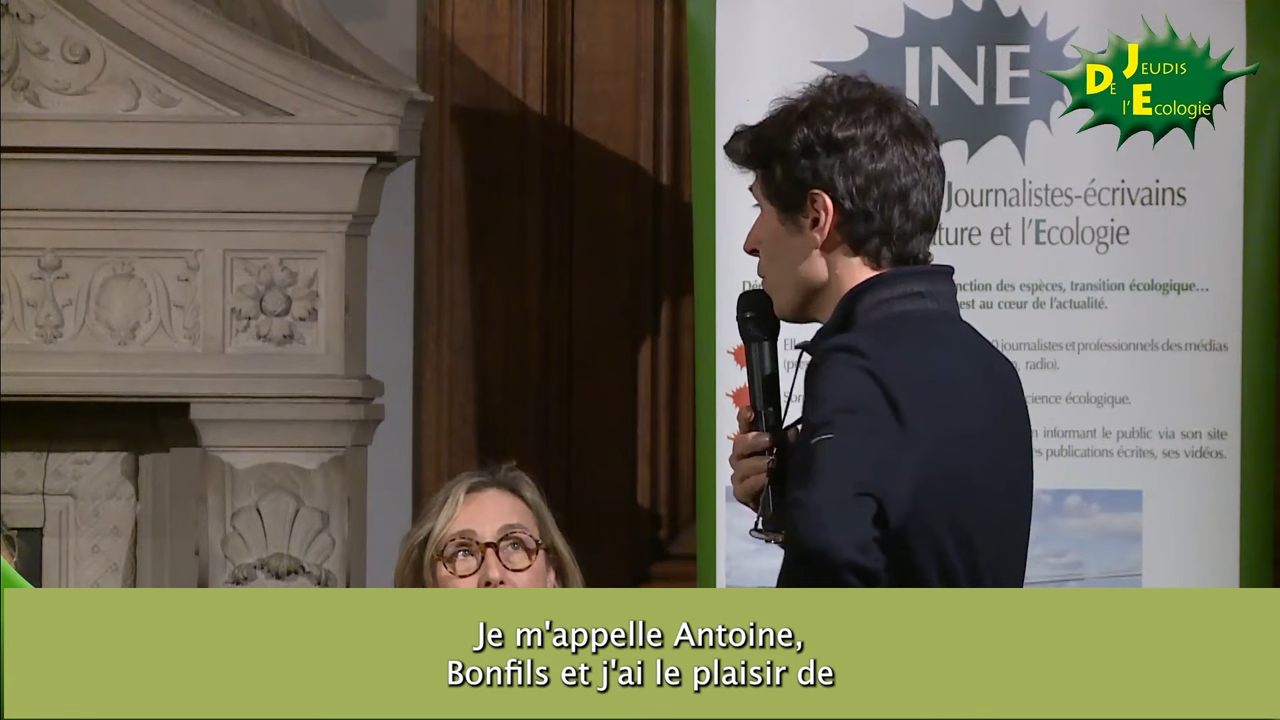 JNE
JEUDIS
DE
l'Ecologie
Journalistes-écrivains
ture et l'Ecologie
nction des espèces, transition écologique...
est au cœur de l'actualité.
journalistes et professionnels des médias
radio).
cience écologique.
informant le public via son site
publications écrites, ses vidéos.
Je m'appelle Antoine,
Bonfils et j'ai le plaisir de